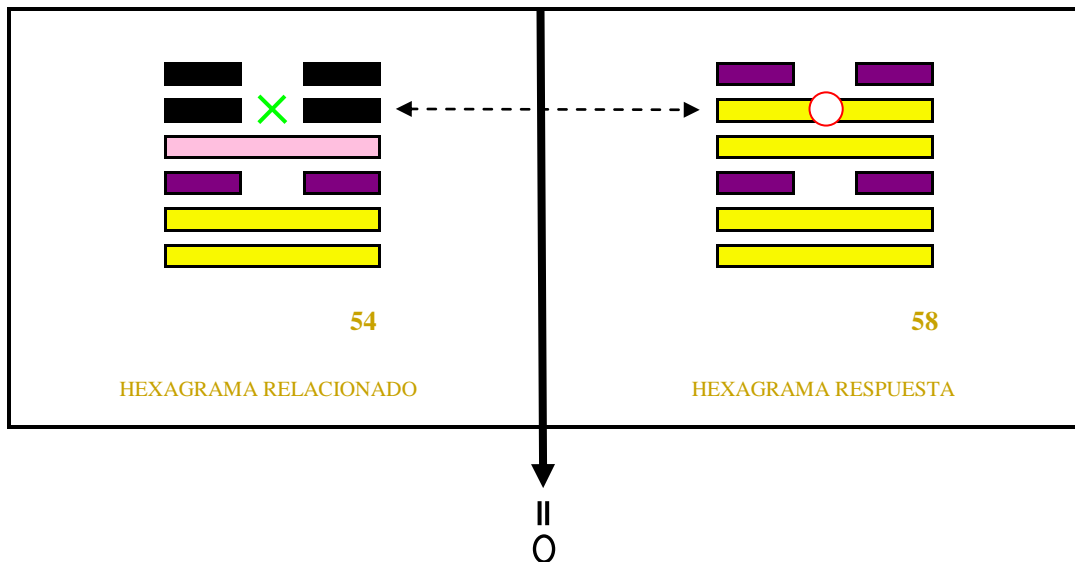 54
58
HEXAGRAMA RELACIONADO
HEXAGRAMA RESPUESTA
=
O